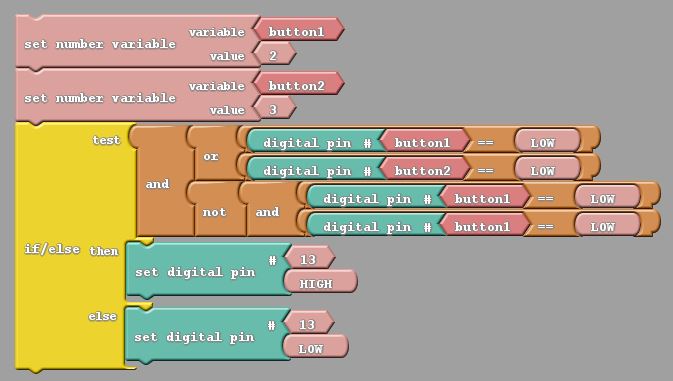 variable button1
set number variable
value 2
variable button2
set number variable
value 3
test digital pin # button1 == LOW
or
digital pin # button2 == LOW
and
digital pin # button1 == LOW
not and
digital pin # button1 == LOW
if/else then
# 13
set digital pin
HIGH
else
# 13
set digital pin
LOW